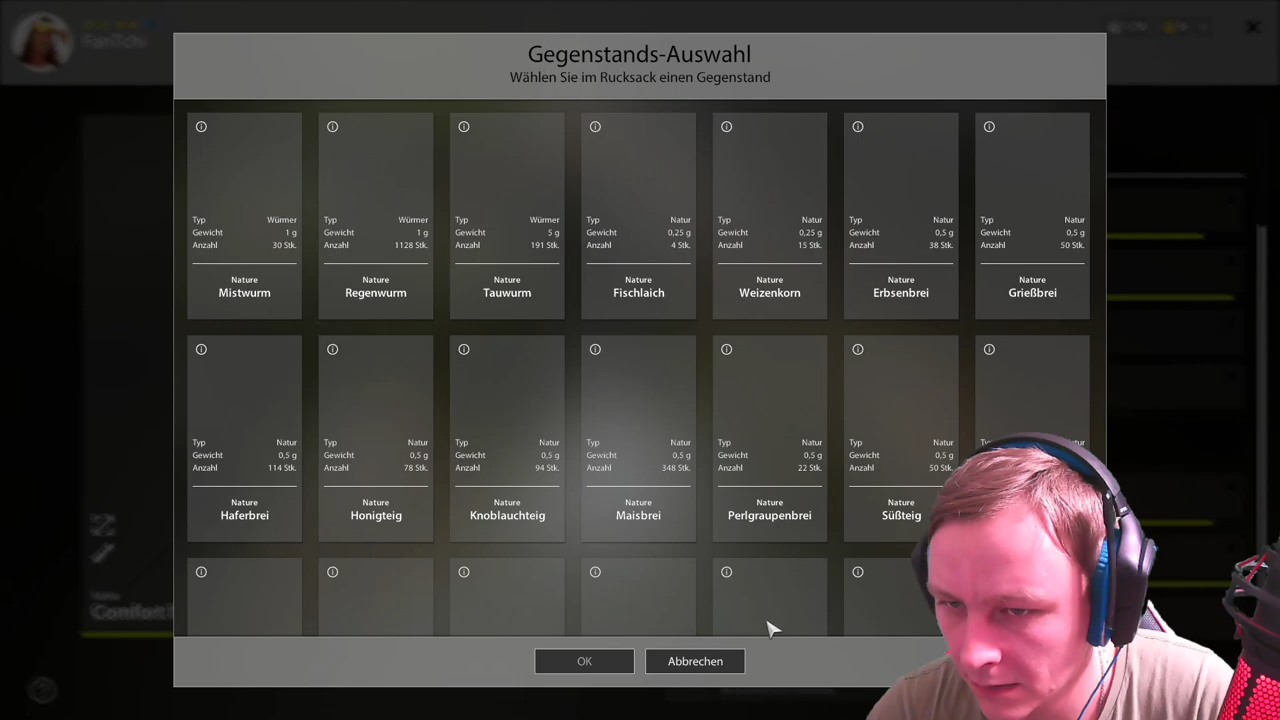 Gegenstands-Auswahl
Wählen Sie im Rucksack einen Gegenstand
Typ Würmer
Gewicht 1 g
Anzahl 30 Stk.
Nature
Mistwurm
Typ Würmer
Gewicht 1 g
Anzahl 1128 Stk.
Nature
Regenwurm
Typ Würmer
Gewicht 5 g
Anzahl 191 Stk.
Nature
Tauwurm
Typ Natur
Gewicht 0,25 g
Anzahl 4 Stk.
Nature
Fischlaich
Typ Natur
Gewicht 0,25 g
Anzahl 15 Stk.
Nature
Weizenkorn
Typ Natur
Gewicht 0,5 g
Anzahl 38 Stk.
Nature
Erbsenbrei
Typ Natur
Gewicht 0,5 g
Anzahl 50 Stk.
Nature
Grießbrei
Typ Natur
Gewicht 0,5 g
Anzahl 114 Stk.
Nature
Haferbrei
Typ Natur
Gewicht 0,5 g
Anzahl 78 Stk.
Nature
Honigteig
Typ Natur
Gewicht 0,5 g
Anzahl 94 Stk.
Nature
Knoblauchteig
Typ Natur
Gewicht 0,5 g
Anzahl 348 Stk.
Nature
Maisbrei
Typ Natur
Gewicht 0,5 g
Anzahl 22 Stk.
Nature
Perlgraupenbrei
Typ Natur
Gewicht 0,5 g
Anzahl 50 Stk.
Nature
Süßteig
OK
Abbrechen